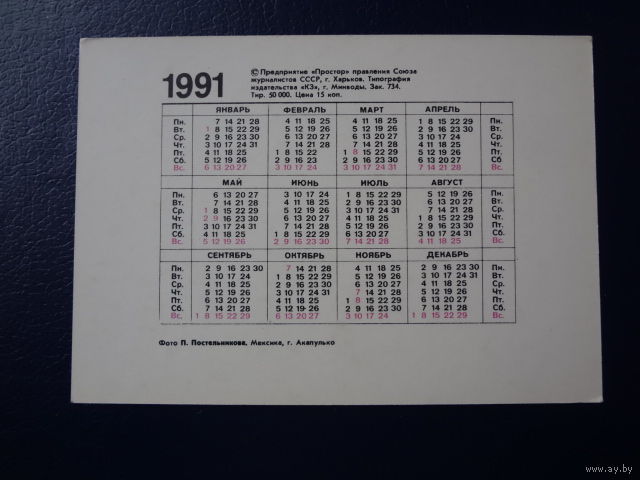 1991
© Предприятие «Простор» правления Союза
журналистов СССР, г. Харьков. Типография
издательства «КЗ», г. Минводы. Зак. 734.
Тир. 50 000. Цена 15 коп.
ЯНВАРЬ ФЕВРАЛЬ МАРТ АПРЕЛЬ
Пн. 7 14 21 28 4 11 18 25 4 11 18 25 1 8 15 22 29 Пн.
Вт. 1 8 15 22 29 5 12 19 26 5 12 19 26 2 9 16 23 30 Вт.
Ср. 2 9 16 23 30 6 13 20 27 6 13 20 27 3 10 17 24 Ср.
Чт. 3 10 17 24 31 7 14 21 28 7 14 21 28 4 11 18 25 Чт.
Пт. 4 11 18 25 1 8 15 22 1 8 15 22 29 5 12 19 26 Пт.
Сб. 5 12 19 26 2 9 16 23 2 9 16 23 30 6 13 20 27 Сб.
Вс. 6 13 20 27 3 10 17 24 3 10 17 24 31 7 14 21 28 Вс.
МАЙ ИЮНЬ ИЮЛЬ АВГУСТ
Пн. 6 13 20 27 3 10 17 24 1 8 15 22 29 5 12 19 26 Пн.
Вт. 7 14 21 28 4 11 18 25 2 9 16 23 30 6 13 20 27 Вт.
Ср. 1 8 15 22 29 5 12 19 26 3 10 17 24 31 7 14 21 28 Ср.
Чт. 2 9 16 23 30 6 13 20 27 4 11 18 25 1 8 15 22 29 Чт.
Пт. 3 10 17 24 31 7 14 21 28 5 12 19 26 2 9 16 23 30 Пт.
Сб. 4 11 18 25 1 8 15 22 29 6 13 20 27 3 10 17 24 31 Сб.
Вс. 5 12 19 26 2 9 16 23 30 7 14 21 28 4 11 18 25 Вс.
СЕНТЯБРЬ ОКТЯБРЬ НОЯБРЬ ДЕКАБРЬ
Пн. 2 9 16 23 30 7 14 21 28 4 11 18 25 2 9 16 23 30 Пн.
Вт. 3 10 17 24 1 8 15 22 29 5 12 19 26 3 10 17 24 31 Вт.
Ср. 4 11 18 25 2 9 16 23 30 6 13 20 27 4 11 18 25 Ср.
Чт. 5 12 19 26 3 10 17 24 31 7 14 21 28 5 12 19 26 Чт.
Пт. 6 13 20 27 4 11 18 25 1 8 15 22 29 6 13 20 27 Пт.
Сб. 7 14 21 28 5 12 19 26 2 9 16 23 30 7 14 21 28 Сб.
Вс. 1 8 15 22 29 6 13 20 27 3 10 17 24 1 8 15 22 29 Вс.
Фото П. Постельникова. Мексика, г. Акапулько
www.ay.by